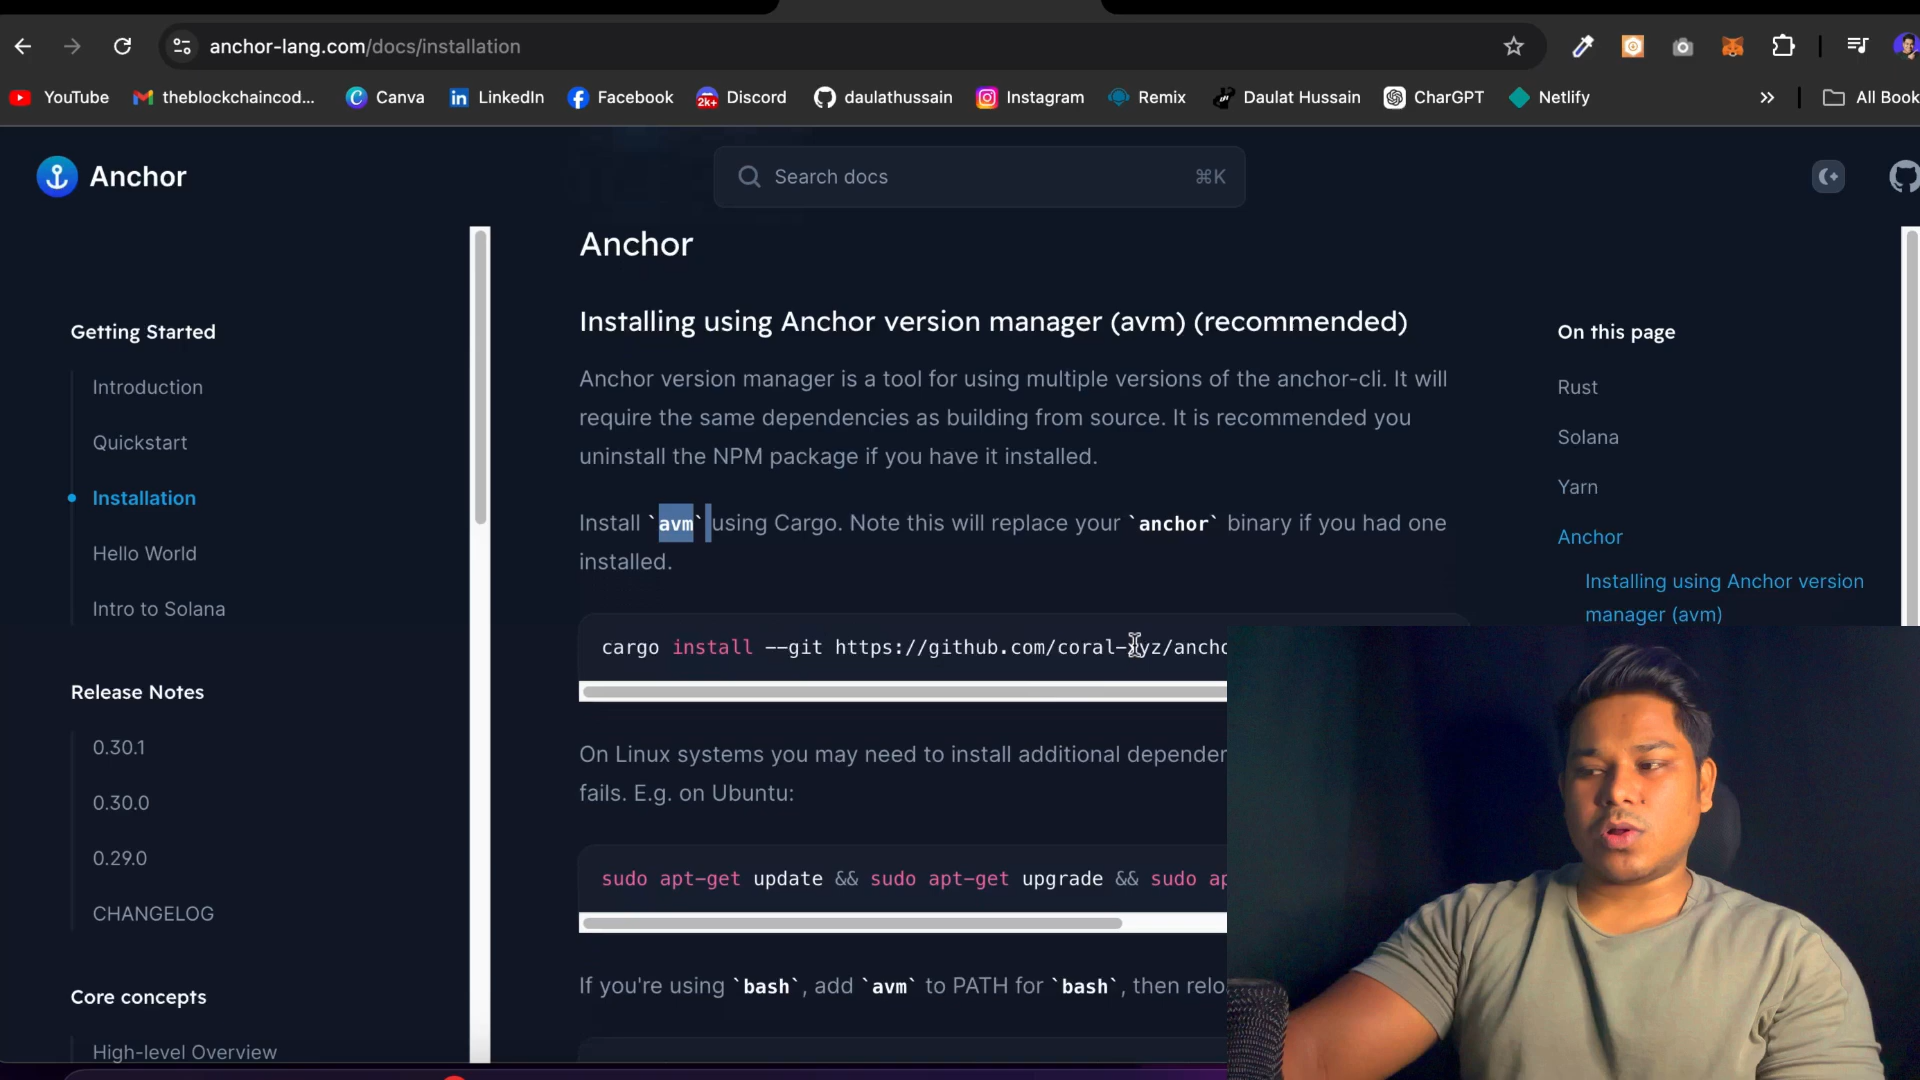 anchor-lang.com/docs/installation
YouTube
theblockchaincod...
Canva
LinkedIn
Facebook
2k+
Discord
daulathussain
Instagram
Remix
Daulat Hussain
CharGPT
Netlify
All Book
Anchor
Search docs
⌘K
Getting Started
Introduction
Quickstart
Installation
Hello World
Intro to Solana
Release Notes
0.30.1
0.30.0
0.29.0
CHANGELOG
Core concepts
High-level Overview
Anchor
Installing using Anchor version manager (avm) (recommended)
Anchor version manager is a tool for using multiple versions of the anchor-cli. It will
require the same dependencies as building from source. It is recommended you
uninstall the NPM package if you have it installed.
Install `avm` using Cargo. Note this will replace your `anchor` binary if you had one
installed.
cargo install --git https://github.com/coral-xyz/ancho
On Linux systems you may need to install additional depender
fails. E.g. on Ubuntu:
sudo apt-get update && sudo apt-get upgrade && sudo ap
If you're using `bash`, add `avm` to PATH for `bash`, then relo
On this page
Rust
Solana
Yarn
Anchor
Installing using Anchor version
manager (avm)